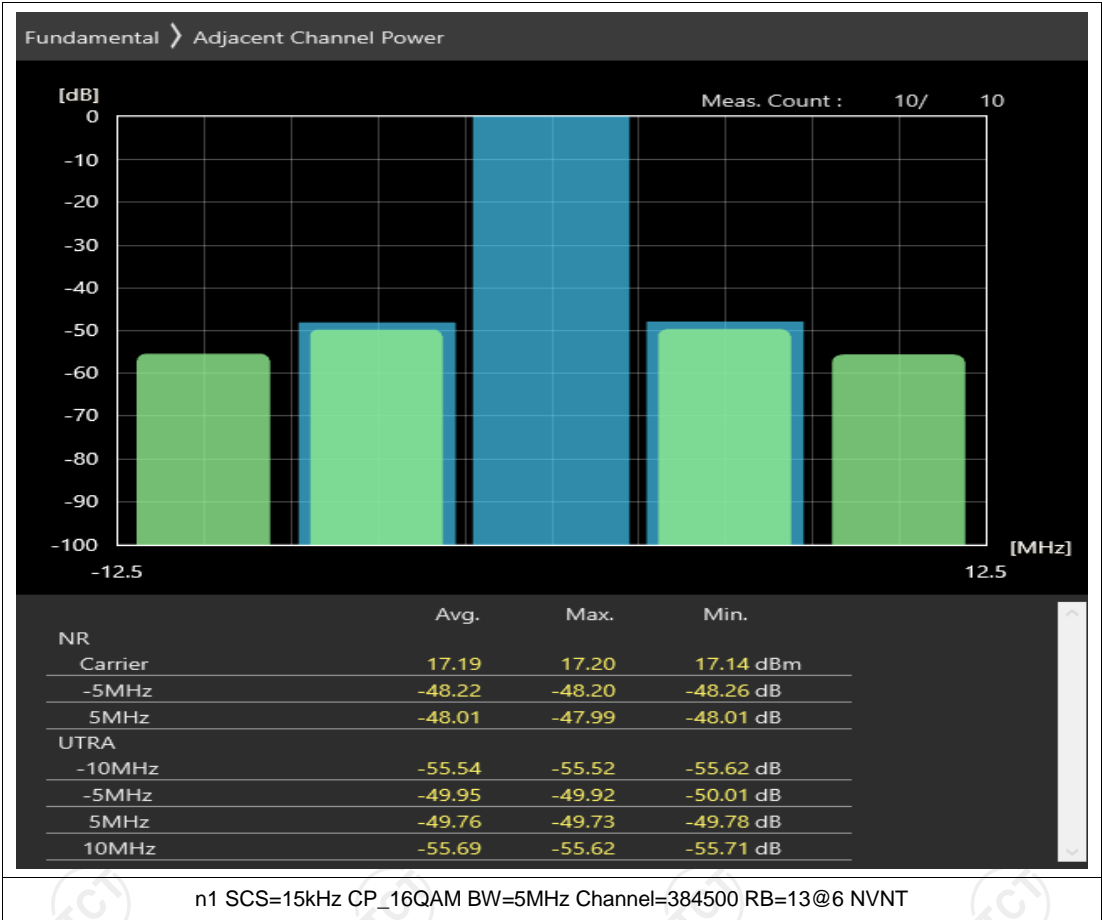 Fundamental 〉 Adjacent Channel Power
[dB]
Meas. Count : 10/ 10
0
-10
-20
-30
-40
-50
-60
-70
-80
-90
-100
[MHz]
-12.5 12.5
Avg. Max. Min.
NR
Carrier 17.19 17.20 17.14 dBm
-5MHz -48.22 -48.20 -48.26 dB
5MHz -48.01 -47.99 -48.01 dB
UTRA
-10MHz -55.54 -55.52 -55.62 dB
-5MHz -49.95 -49.92 -50.01 dB
5MHz -49.76 -49.73 -49.78 dB
10MHz -55.69 -55.62 -55.71 dB
n1 SCS=15kHz CP_16QAM BW=5MHz Channel=384500 RB=13@6 NVNT
TCT TCT TCT TCT